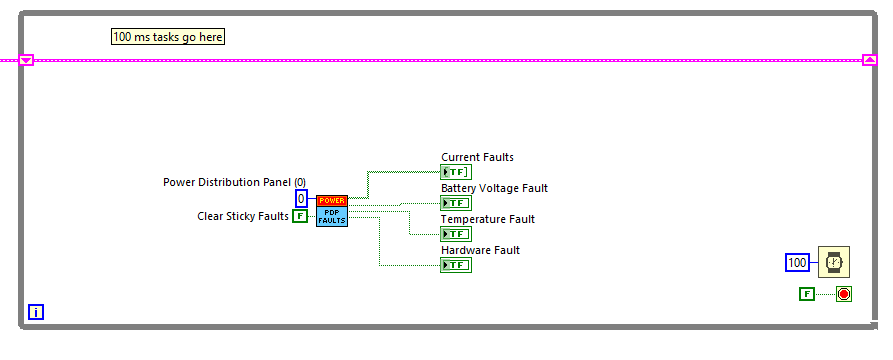 100 ms tasks go here
Current Faults
TF]
Power Distribution Panel (0)
0
POWER
PDP
FAULTS
Battery Voltage Fault
TF
Clear Sticky Faults
F
Temperature Fault
TF
Hardware Fault
TF
100
F
i